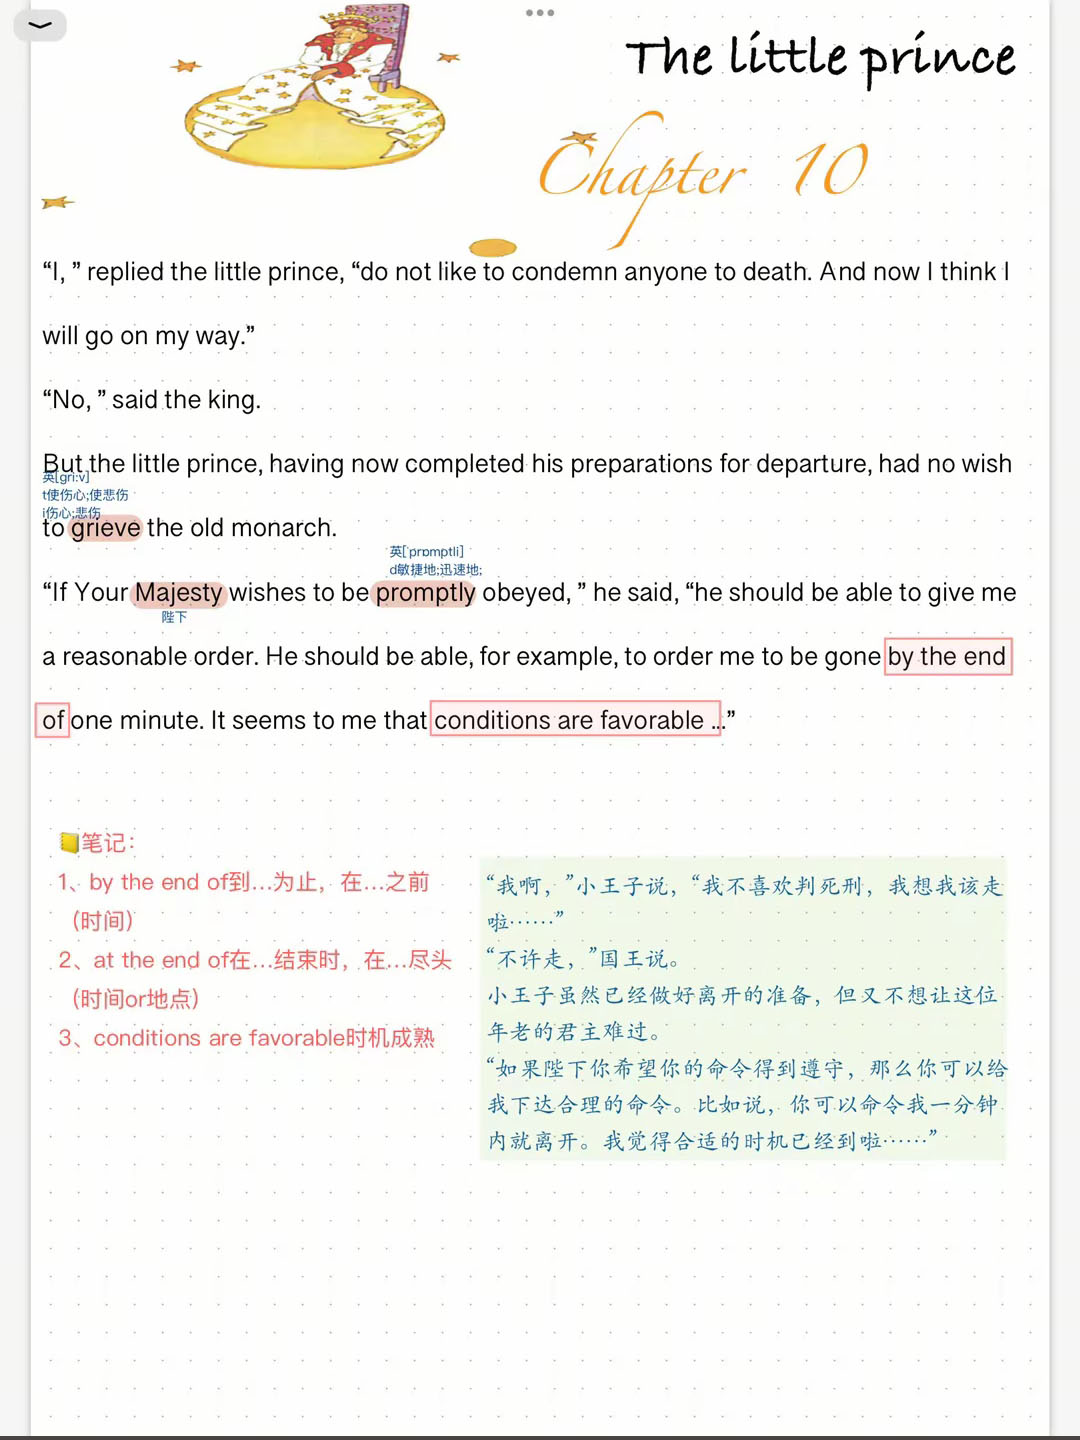 The little prince
Chapter 10
“I, ” replied the little prince, “do not like to condemn anyone to death. And now I think I
will go on my way.”
“No, ” said the king.
But the little prince, having now completed his preparations for departure, had no wish
英[ɡriːv]
t使伤心;使悲伤
i伤心;悲伤
to grieve the old monarch.
英[ˈprɒmptli]
d敏捷地;迅速地;
“If Your Majesty wishes to be promptly obeyed, ” he said, “he should be able to give me
陛下
a reasonable order. He should be able, for example, to order me to be gone by the end
of one minute. It seems to me that conditions are favorable ...”
笔记：
1、by the end of到...为止，在...之前
（时间）
2、at the end of在...结束时，在...尽头
（时间or地点）
3、conditions are favorable时机成熟
“我啊，”小王子说，“我不喜欢判死刑，我想我该走
啦……”
“不许走，”国王说。
小王子虽然已经做好离开的准备，但又不想让这位
年老的君主难过。
“如果陛下你希望你的命令得到遵守，那么你可以给
我下达合理的命令。比如说，你可以命令我一分钟
内就离开。我觉得合适的时机已经到啦……”